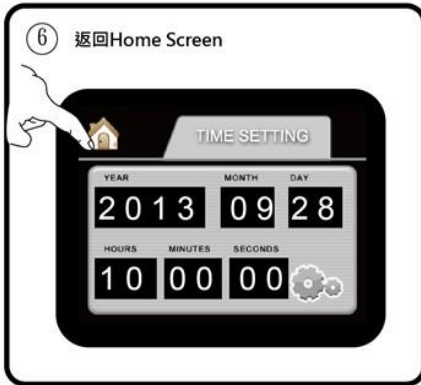 ⑥ 返回Home Screen
TIME SETTING
YEAR MONTH DAY
2013 09 28
HOURS MINUTES SECONDS
10 00 00